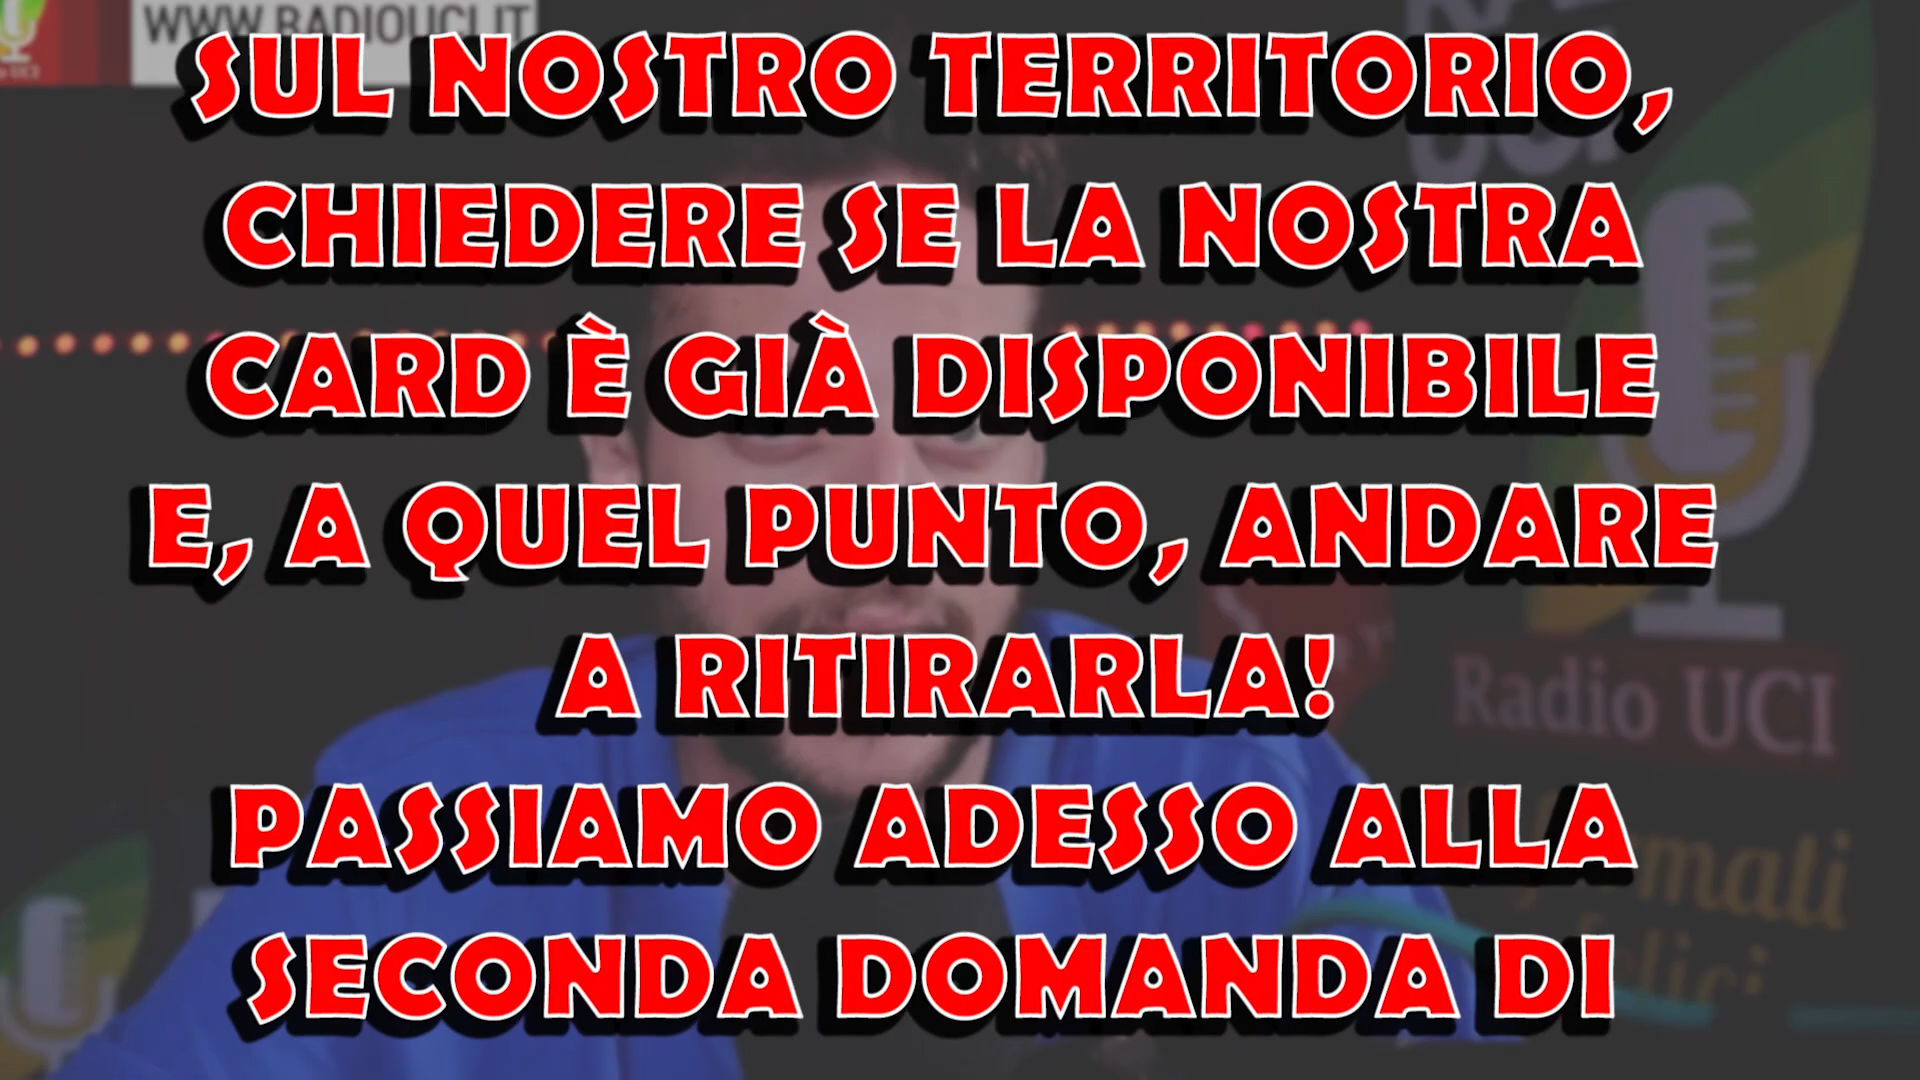 WWW.RADIOUCI.IT
SUL NOSTRO TERRITORIO,
CHIEDERE SE LA NOSTRA
CARD È GIÀ DISPONIBILE
E, A QUEL PUNTO, ANDARE
A RITIRARLA!
Radio UCI
PASSIAMO ADESSO ALLA
SECONDA DOMANDA DI